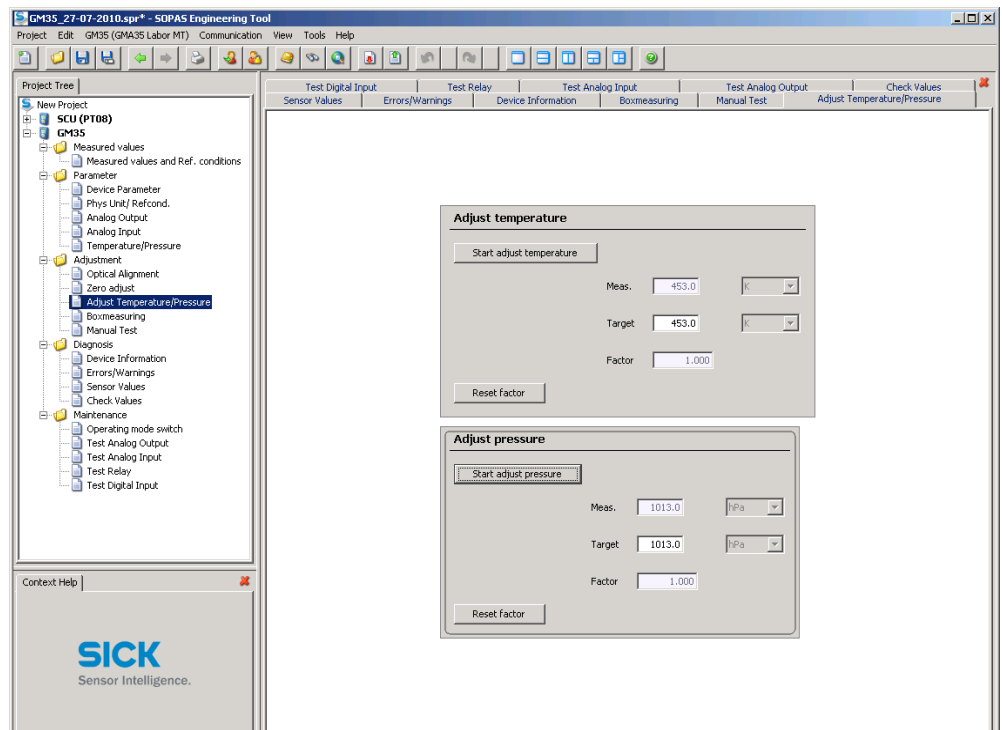 GM35_27-07-2010.spr* - SOPAS Engineering Tool
Project Edit GM35 (GMA35 Labor MT) Communication View Tools Help
Project Tree
New Project
SCU (PT08)
GM35
Measured values
Measured values and Ref. conditions
Parameter
Device Parameter
Phys Unit/ Refcond.
Analog Output
Analog Input
Temperature/Pressure
Adjustment
Optical Alignment
Zero adjust
Adjust Temperature/Pressure
Boxmeasuring
Manual Test
Diagnosis
Device Information
Errors/Warnings
Sensor Values
Check Values
Maintenance
Operating mode switch
Test Analog Output
Test Analog Input
Test Relay
Test Digital Input
Context Help
SICK
Sensor Intelligence.
Test Digital Input Test Relay Test Analog Input Test Analog Output Check Values
Sensor Values Errors/Warnings Device Information Boxmeasuring Manual Test Adjust Temperature/Pressure
Adjust temperature
Start adjust temperature
Meas. 453.0 K
Target 453.0 K
Factor 1.000
Reset factor
Adjust pressure
Start adjust pressure
Meas. 1013.0 hPa
Target 1013.0 hPa
Factor 1.000
Reset factor